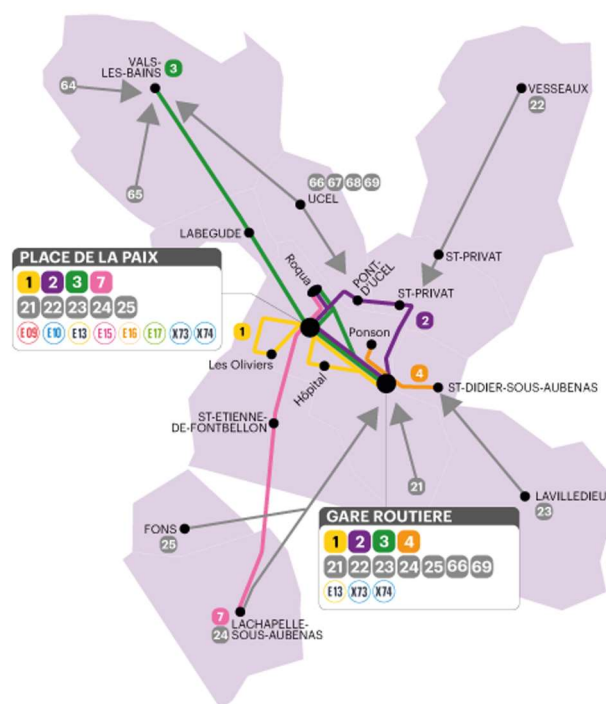 VALS-
LES-BAINS
3
64
65
VESSEAUX
22
66 67 68 69
UCEL
LABEGUDE
ST-PRIVAT
PLACE DE LA PAIX
1 2 3 7
21 22 23 24 25
E09 E10 E13 E15 E16 E17 X73 X74
Roqua
PONT-
D'UCEL
ST-PRIVAT
2
1
Ponson
Les Oliviers
Hôpital
4
ST-DIDIER-SOUS-AUBENAS
ST-ETIENNE-
DE-FONTBELLON
21
LAVILLEDIEU
23
FONS
25
GARE ROUTIERE
1 2 3 4
21 22 23 24 25 66 69
E13 X73 X74
7
24
LACHAPELLE-
SOUS-AUBENAS